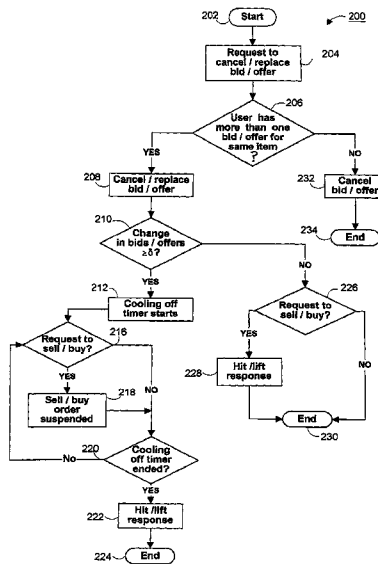 202
Start
200
Request to
cancel / replace
bid / offer
204
206
User has
more than one
bid / offer for
same item
?
YES
NO
208
Cancel / replace
bid / offer
232
Cancel
bid / offer
210
Change
in bids / offers
≥δ?
234
End
NO
YES
212
Cooling off
timer starts
226
Request to
sell / buy?
Request to
sell / buy?
216
YES
NO
YES
218
Sell / buy
order
suspended
NO
228
Hit /lift
response
220
No
Cooling
off timer
ended?
End
230
YES
222
Hit /lift
response
224
End